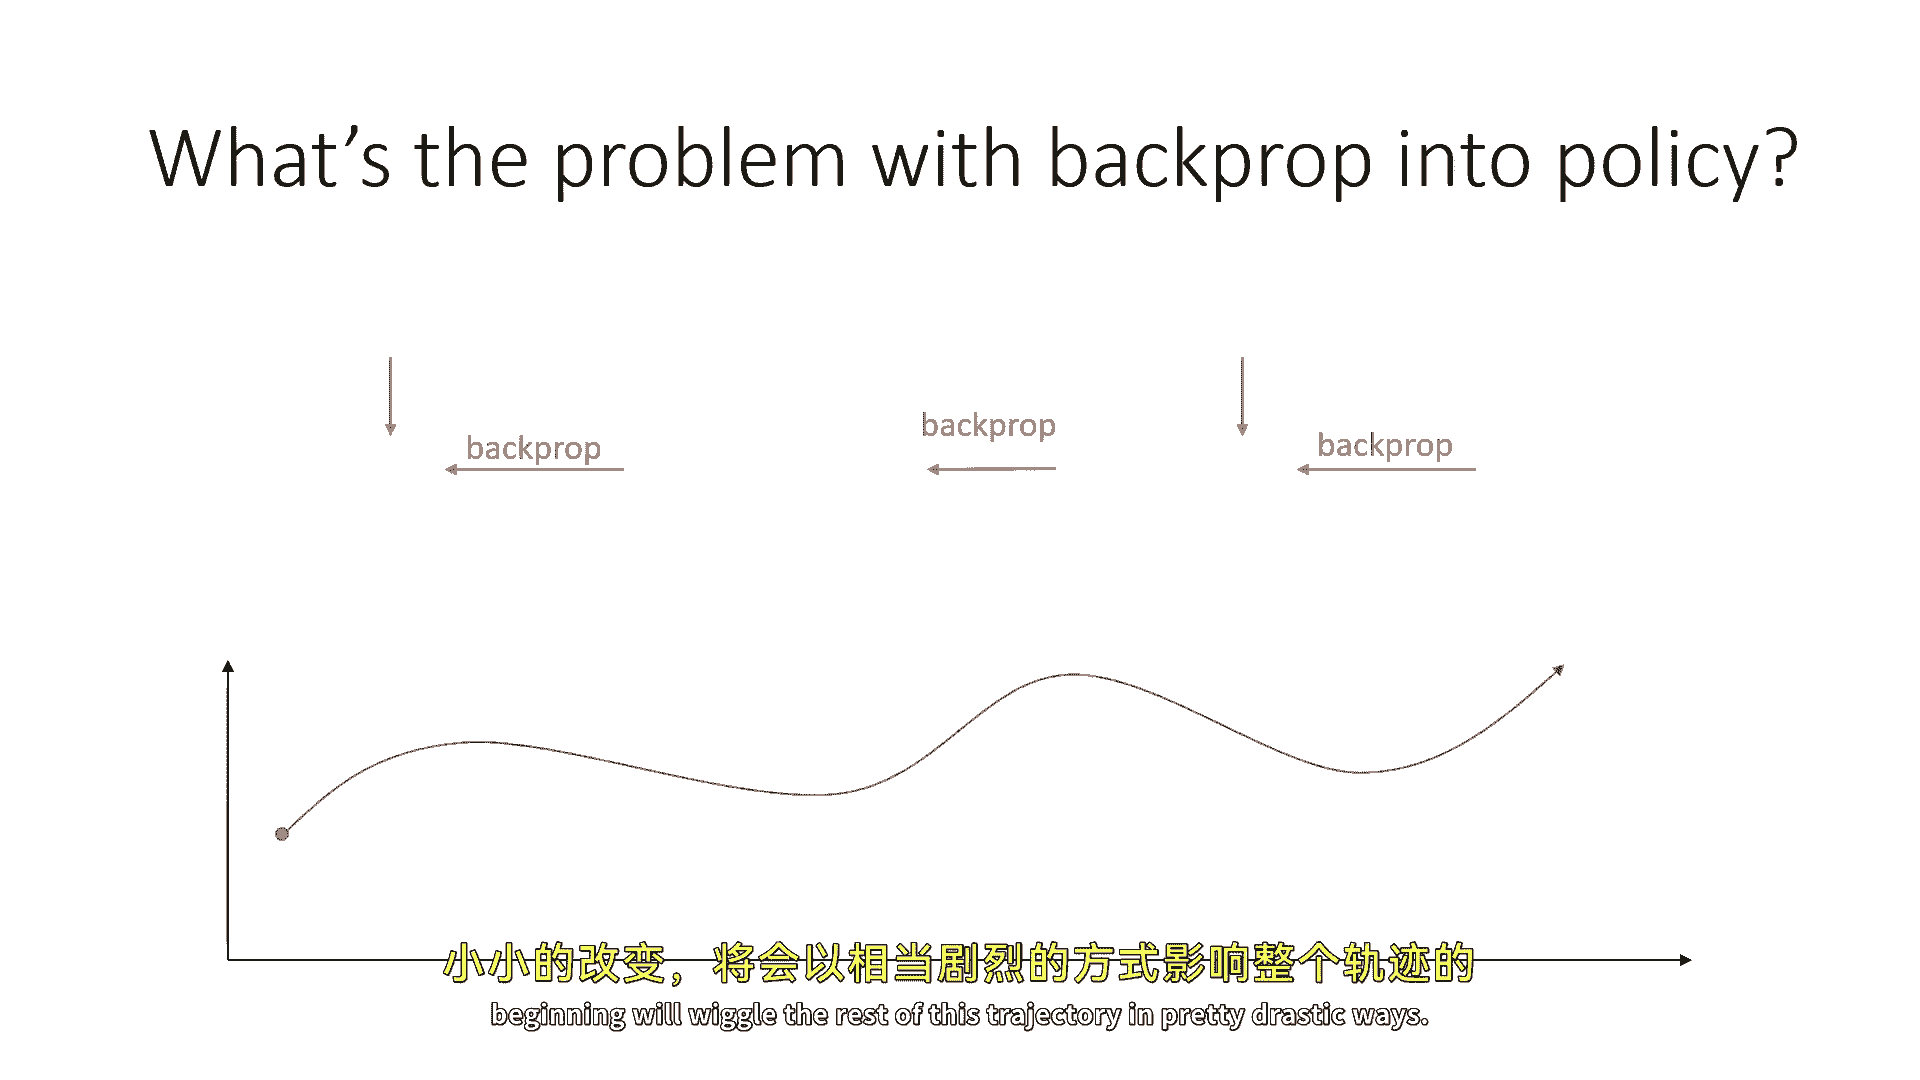 What’s the problem with backprop into policy?
backprop
backprop
backprop
小小的改变，将会以相当剧烈的方式影响整个轨迹的
beginning will wiggle the rest of this trajectory in pretty drastic ways.